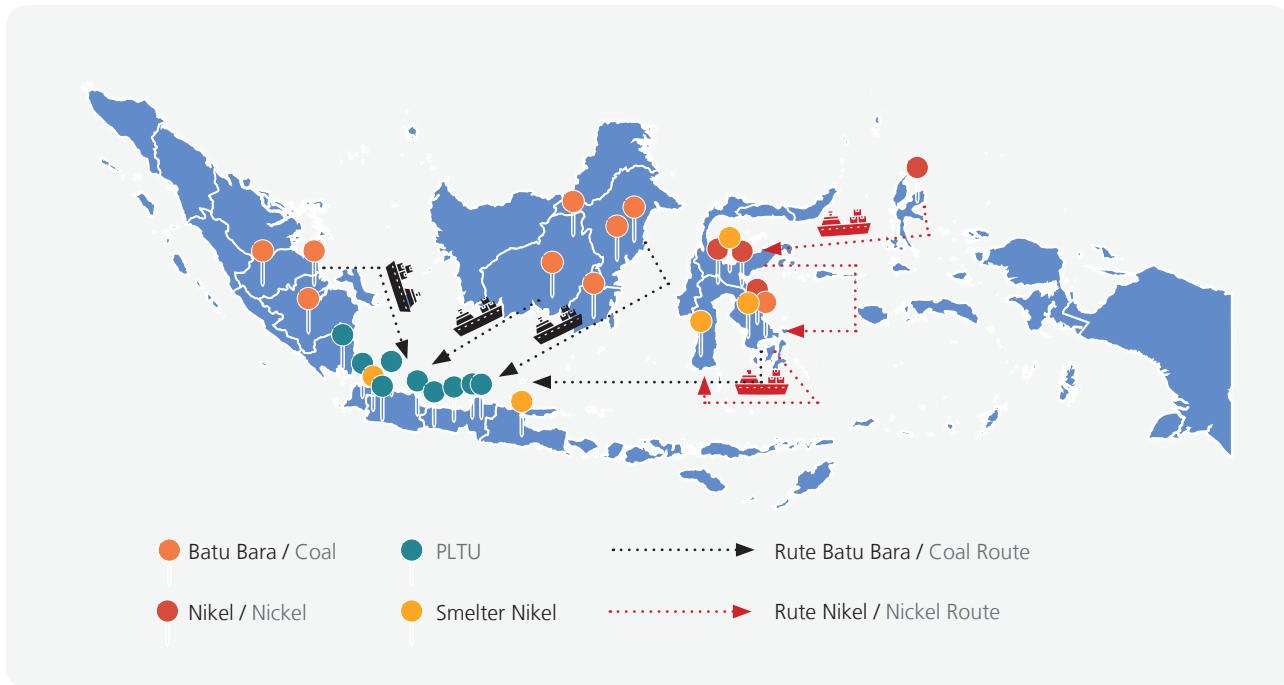 Batu Bara / Coal
PLTU
Rute Batu Bara / Coal Route
Nikel / Nickel
Smelter Nikel
Rute Nikel / Nickel Route